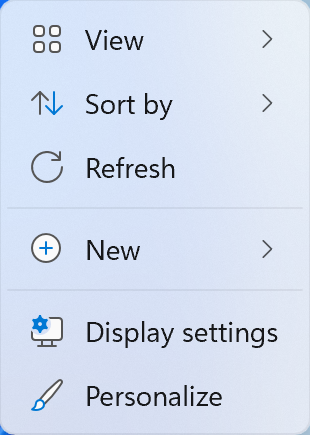 View
Sort by
Refresh
New
Display settings
Personalize